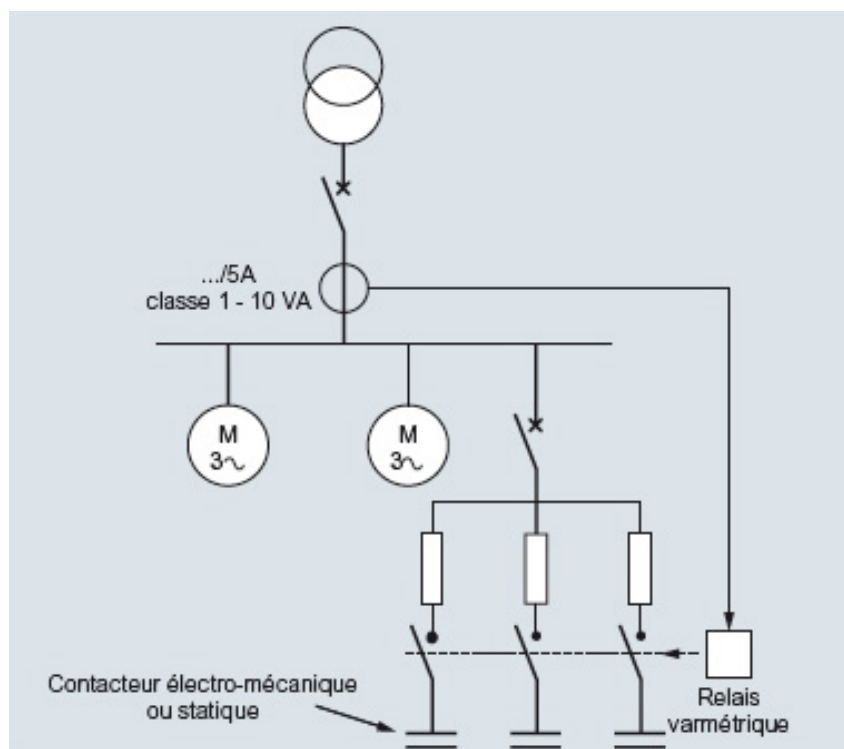 .../5A
classe 1 - 10 VA
M
3~
M
3~
Contacteur électro-mécanique
ou statique
Relais
varmétrique